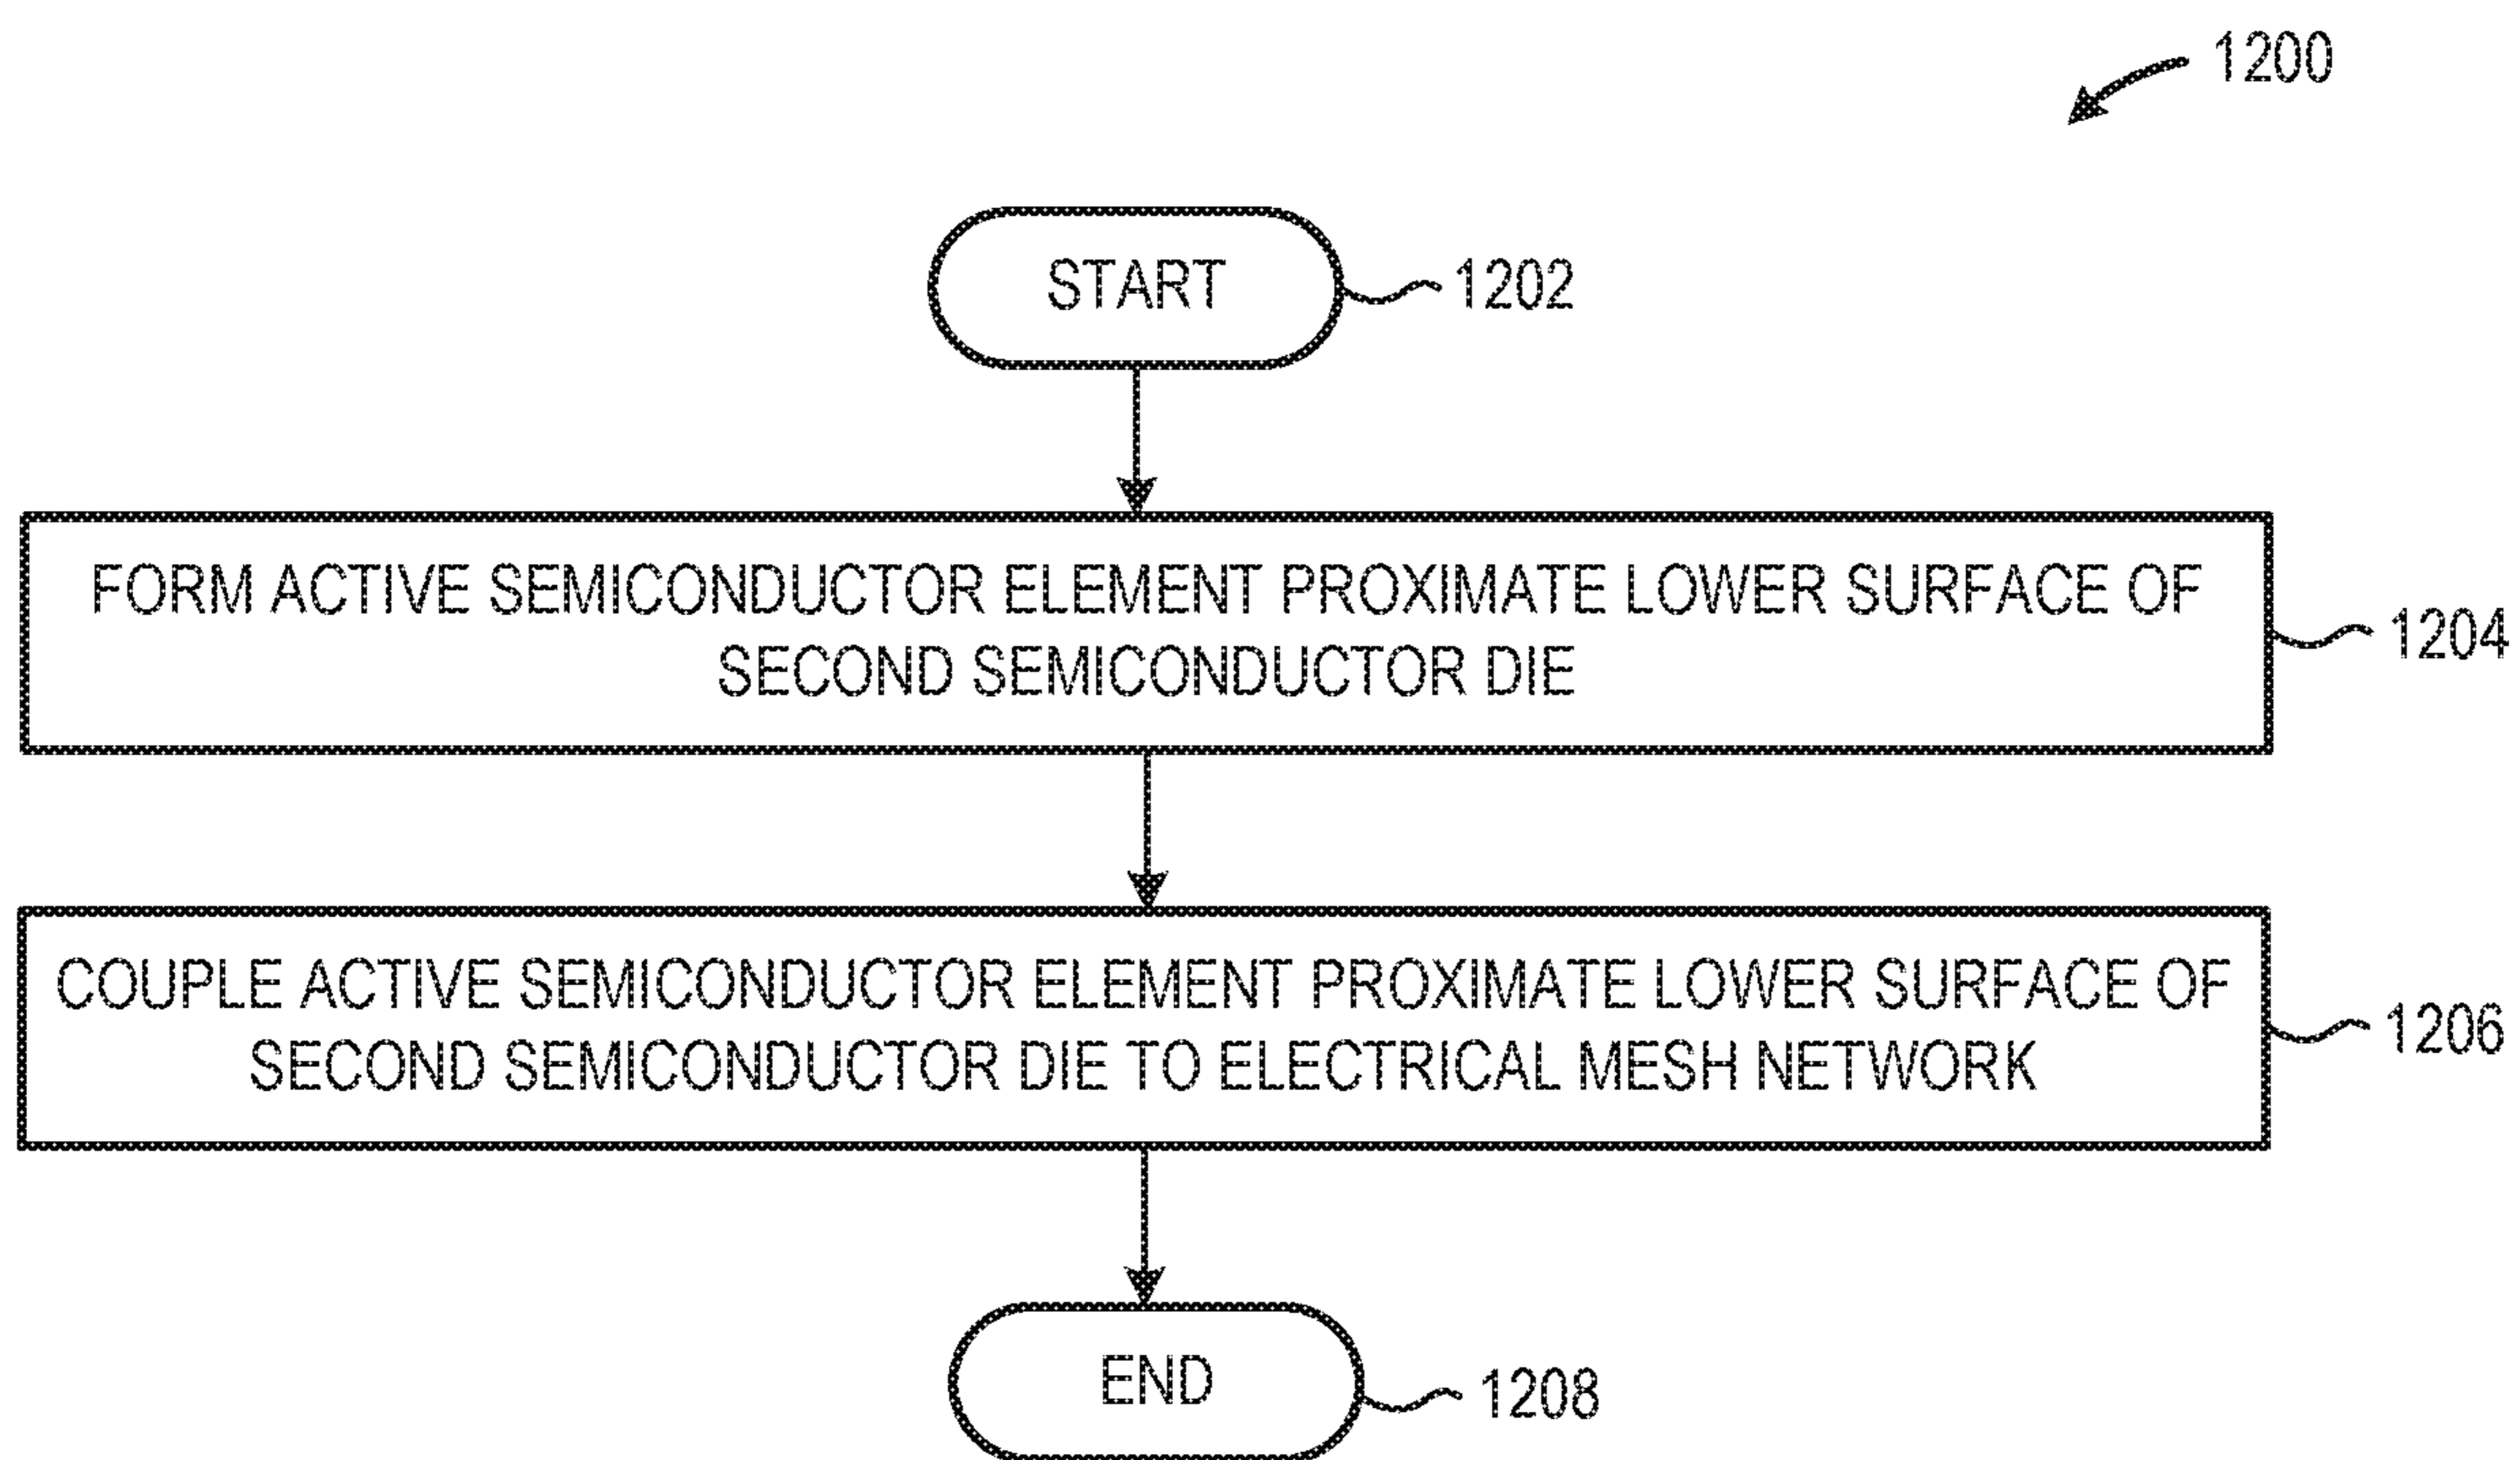 1200
START
1202
FORM ACTIVE SEMICONDUCTOR ELEMENT PROXIMATE LOWER SURFACE OF
SECOND SEMICONDUCTOR DIE
1204
COUPLE ACTIVE SEMICONDUCTOR ELEMENT PROXIMATE LOWER SURFACE OF
SECOND SEMICONDUCTOR DIE TO ELECTRICAL MESH NETWORK
1206
END
1208